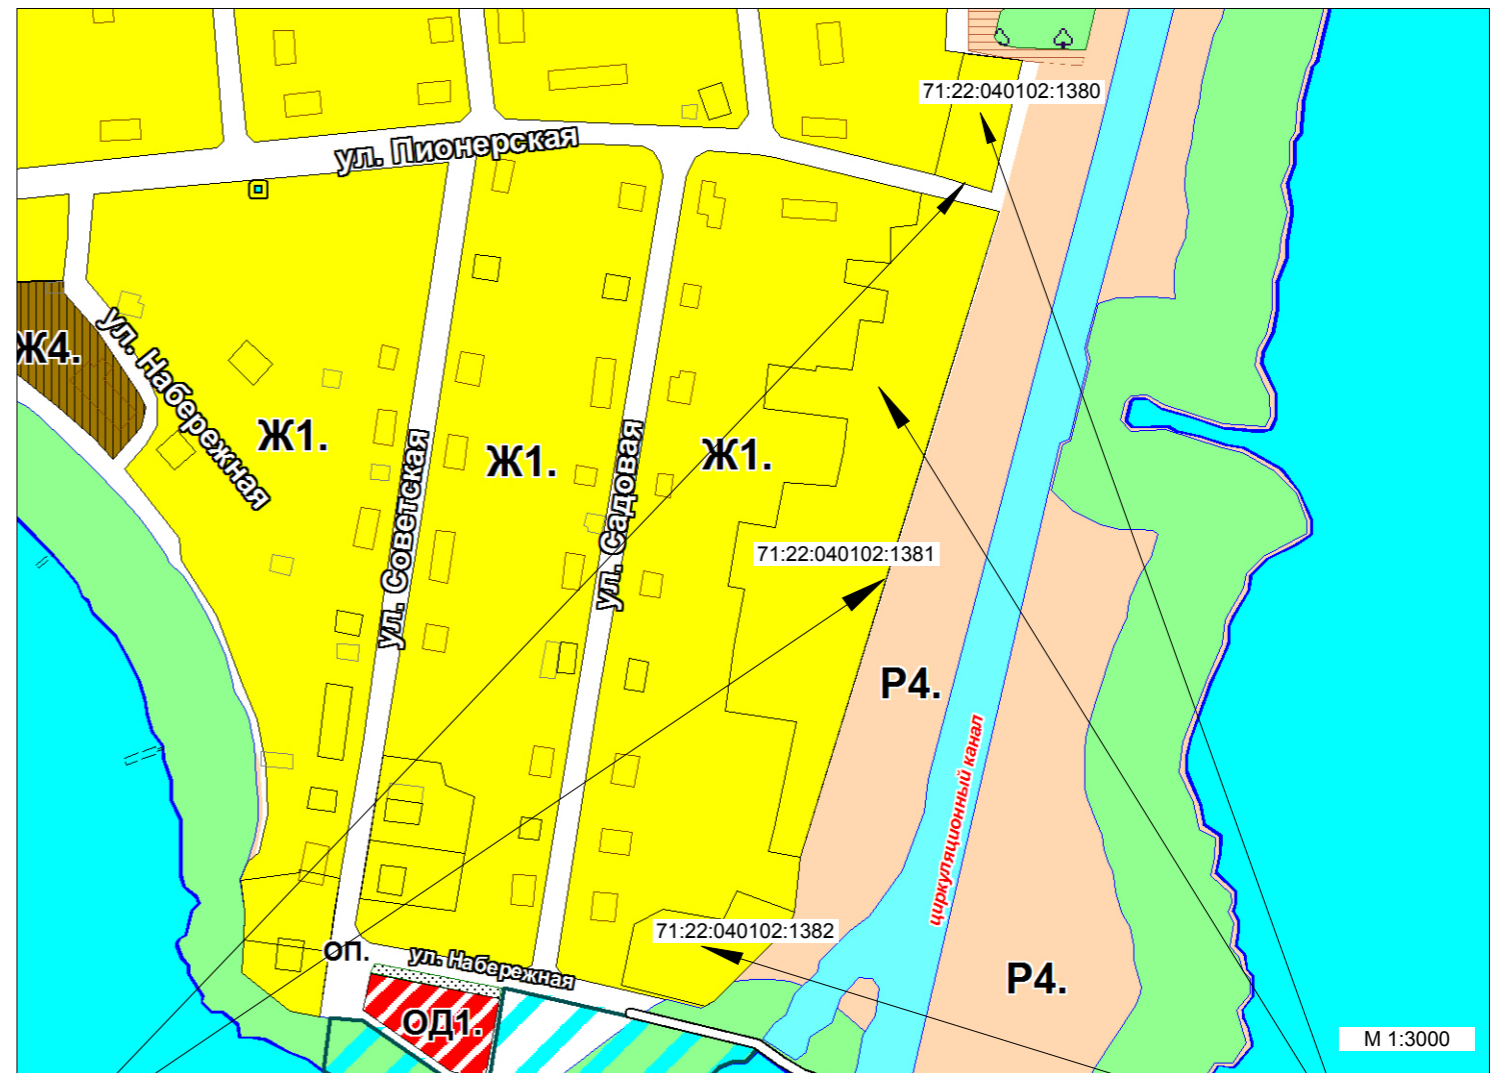 71:22:040102:1380
ул. Пионерская
Ж4.
ул. Набережная
Ж1.
Ж1.
Ж1.
ул. Советская
ул. Садовая
71:22:040102:1381
Р4.
циркуляционный канал
71:22:040102:1382
ОП.
ул. Набережная
Р4.
ОД1.
М 1:3000